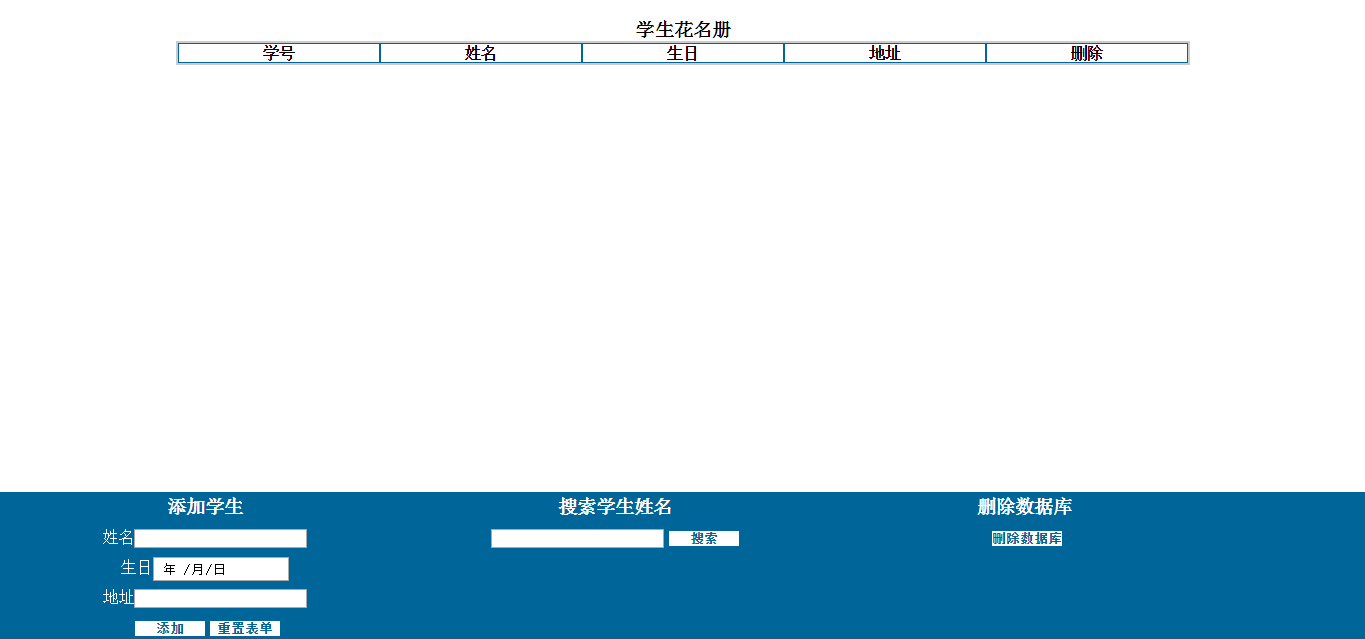 学生花名册
学号 姓名 生日 地址 删除
添加学生 搜索学生姓名 删除数据库
姓名 搜索 删除数据库
生日 年 /月/日
地址
添加 重置表单